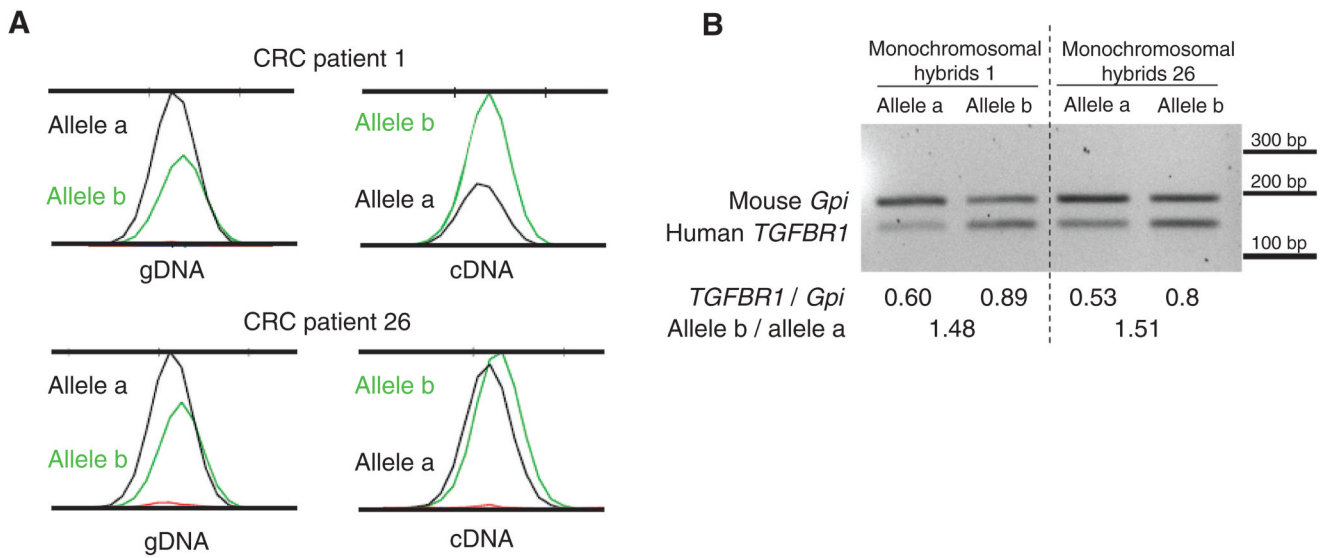 A
CRC patient 1
Allele a
Allele b
gDNA
Allele b
Allele a
cDNA
CRC patient 26
Allele a
Allele b
gDNA
Allele b
Allele a
cDNA
B
Monochromosomal
hybrids 1
Monochromosomal
hybrids 26
Allele a Allele b Allele a Allele b
300 bp
200 bp
100 bp
Mouse Gpi
Human TGFBR1
TGFBR1 / Gpi 0.60 0.89 0.53 0.8
Allele b / allele a 1.48 1.51